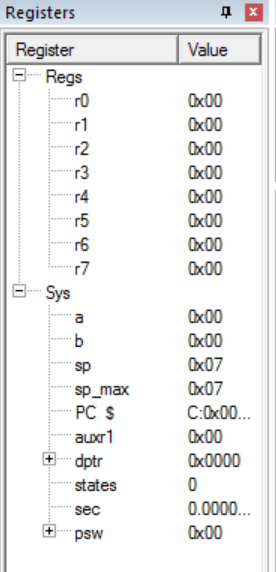 Registers
Register Value
Regs
r0 0x00
r1 0x00
r2 0x00
r3 0x00
r4 0x00
r5 0x00
r6 0x00
r7 0x00
Sys
a 0x00
b 0x00
sp 0x07
sp_max 0x07
PC $ C:0x00...
auxr1 0x00
dptr 0x0000
states 0
sec 0.0000...
psw 0x00